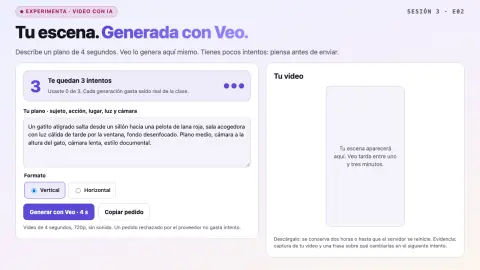 EXPERIMENTA · VIDEO CON IA
SESIÓN 3 · E02
Tu escena. Generada con Veo.
Describe un plano de 4 segundos. Veo lo genera aquí mismo. Tienes pocos intentos: piensa antes de enviar.
3
Te quedan 3 intentos
Usaste 0 de 3. Cada generación gasta saldo real de la clase.
Tu plano · sujeto, acción, lugar, luz y cámara
Un gatito atigrado salta desde un sillón hacia una pelota de lana roja, sala acogedora
con luz cálida de tarde por la ventana, fondo desenfocado. Plano medio, cámara a la
altura del gato, cámara lenta, estilo documental.
Formato
Vertical
Horizontal
Generar con Veo · 4 s
Copiar pedido
Video de 4 segundos, 720p, sin sonido. Un pedido rechazado por el proveedor no gasta intento.
Tu video
Tu escena aparecerá
aquí. Veo tarda entre uno
y tres minutos.
Descárgalo: se conserva dos horas o hasta que el servidor se reinicie. Evidencia:
captura de tu video y una frase sobre qué cambiarías en el siguiente intento.